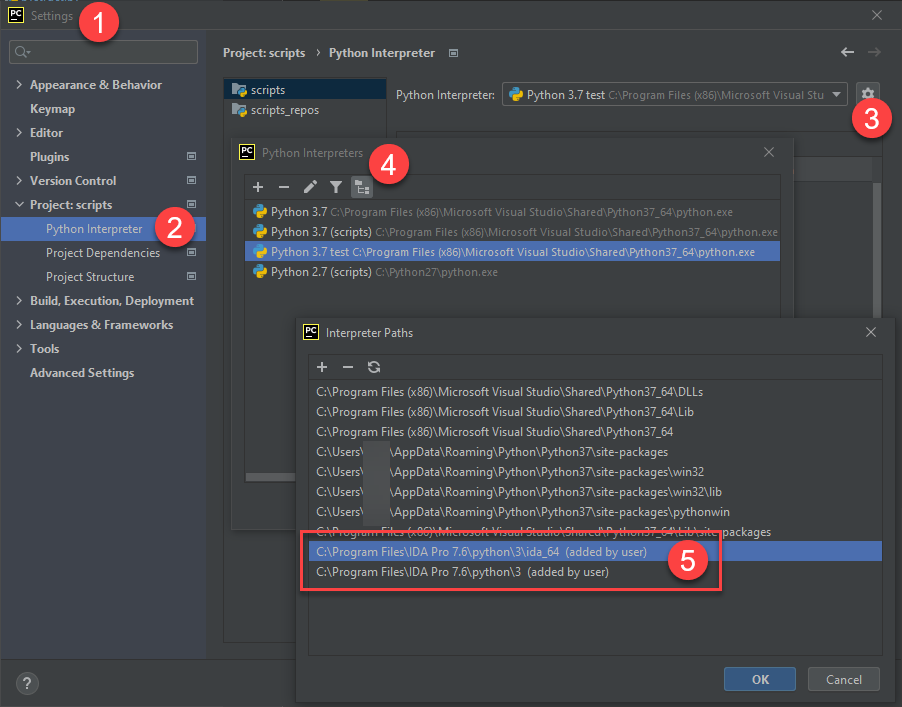 PC Settings
1
Appearance & Behavior
Keymap
Editor
Plugins
Version Control
Project: scripts
Python Interpreter
2
Project Dependencies
Project Structure
Build, Execution, Deployment
Languages & Frameworks
Tools
Advanced Settings
?
Project: scripts › Python Interpreter
scripts
scripts_repos
Python Interpreter: Python 3.7 test C:\Program Files (x86)\Microsoft Visual Stu
3
PC Python Interpreters
4
Python 3.7 C:\Program Files (x86)\Microsoft Visual Studio\Shared\Python37_64\python.exe
Python 3.7 (scripts) C:\Program Files (x86)\Microsoft Visual Studio\Shared\Python37_64\python.exe
Python 3.7 test C:\Program Files (x86)\Microsoft Visual Studio\Shared\Python37_64\python.exe
Python 2.7 (scripts) C:\Python27\python.exe
PC Interpreter Paths
C:\Program Files (x86)\Microsoft Visual Studio\Shared\Python37_64\DLLs
C:\Program Files (x86)\Microsoft Visual Studio\Shared\Python37_64\Lib
C:\Program Files (x86)\Microsoft Visual Studio\Shared\Python37_64
C:\Users\ \AppData\Roaming\Python\Python37\site-packages
C:\Users\ \AppData\Roaming\Python\Python37\site-packages\win32
C:\Users\ \AppData\Roaming\Python\Python37\site-packages\win32\lib
C:\Users\ \AppData\Roaming\Python\Python37\site-packages\pythonwin
C:\Program Files (x86)\Microsoft Visual Studio\Shared\Python37_64\Lib\site-packages
C:\Program Files\IDA Pro 7.6\python\3\ida_64 (added by user)
C:\Program Files\IDA Pro 7.6\python\3 (added by user)
5
OK
Cancel